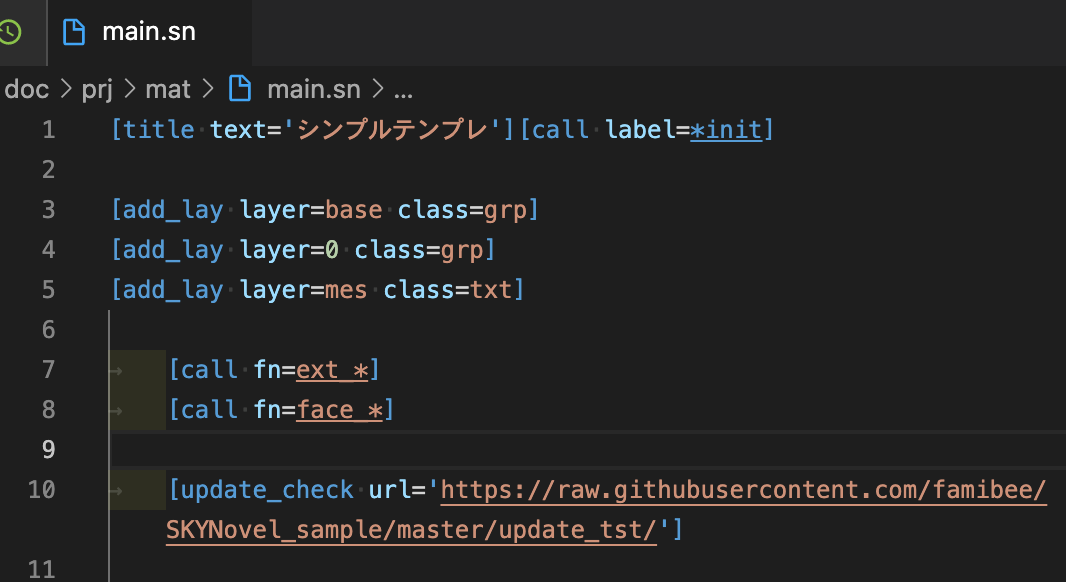 main.sn
doc > prj > mat > main.sn > ...
1 [title text='シンプルテンプレ'][call label=*init]
2
3 [add_lay layer=base class=grp]
4 [add_lay layer=0 class=grp]
5 [add_lay layer=mes class=txt]
6
7 [call fn=ext_*]
8 [call fn=face_*]
9
10 [update_check url='https://raw.githubusercontent.com/famibee/
SKYNovel_sample/master/update_tst/']
11